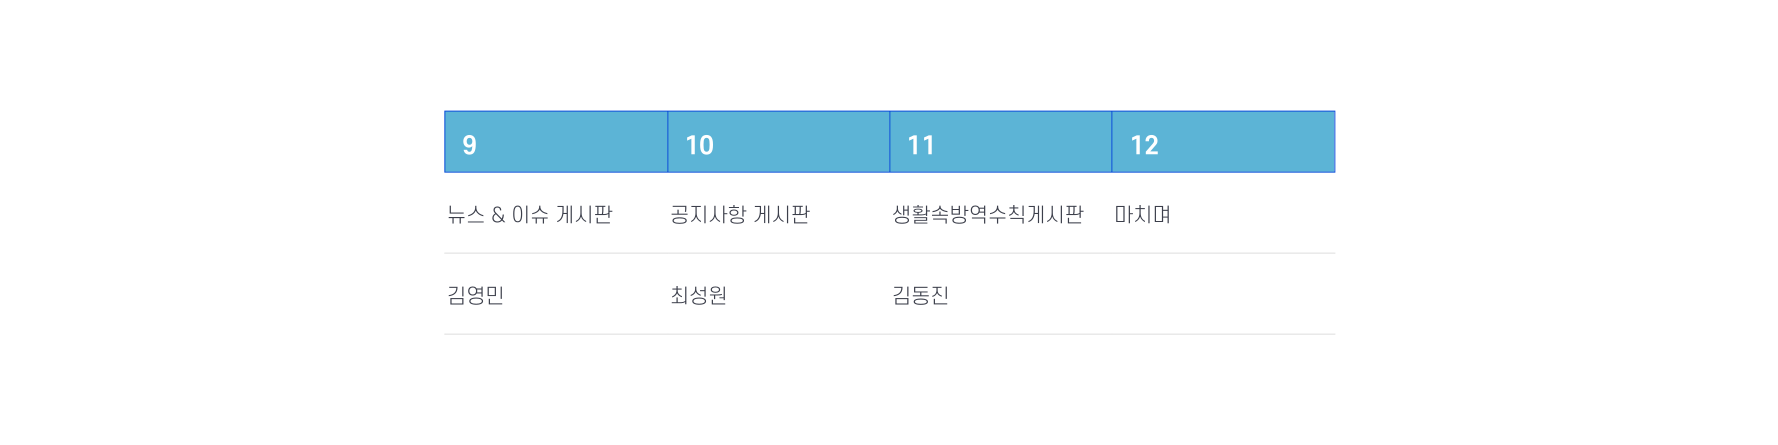 9 10 11 12
뉴스 & 이슈 게시판 공지사항 게시판 생활속방역수칙게시판 마치며
김영민 최성원 김동진